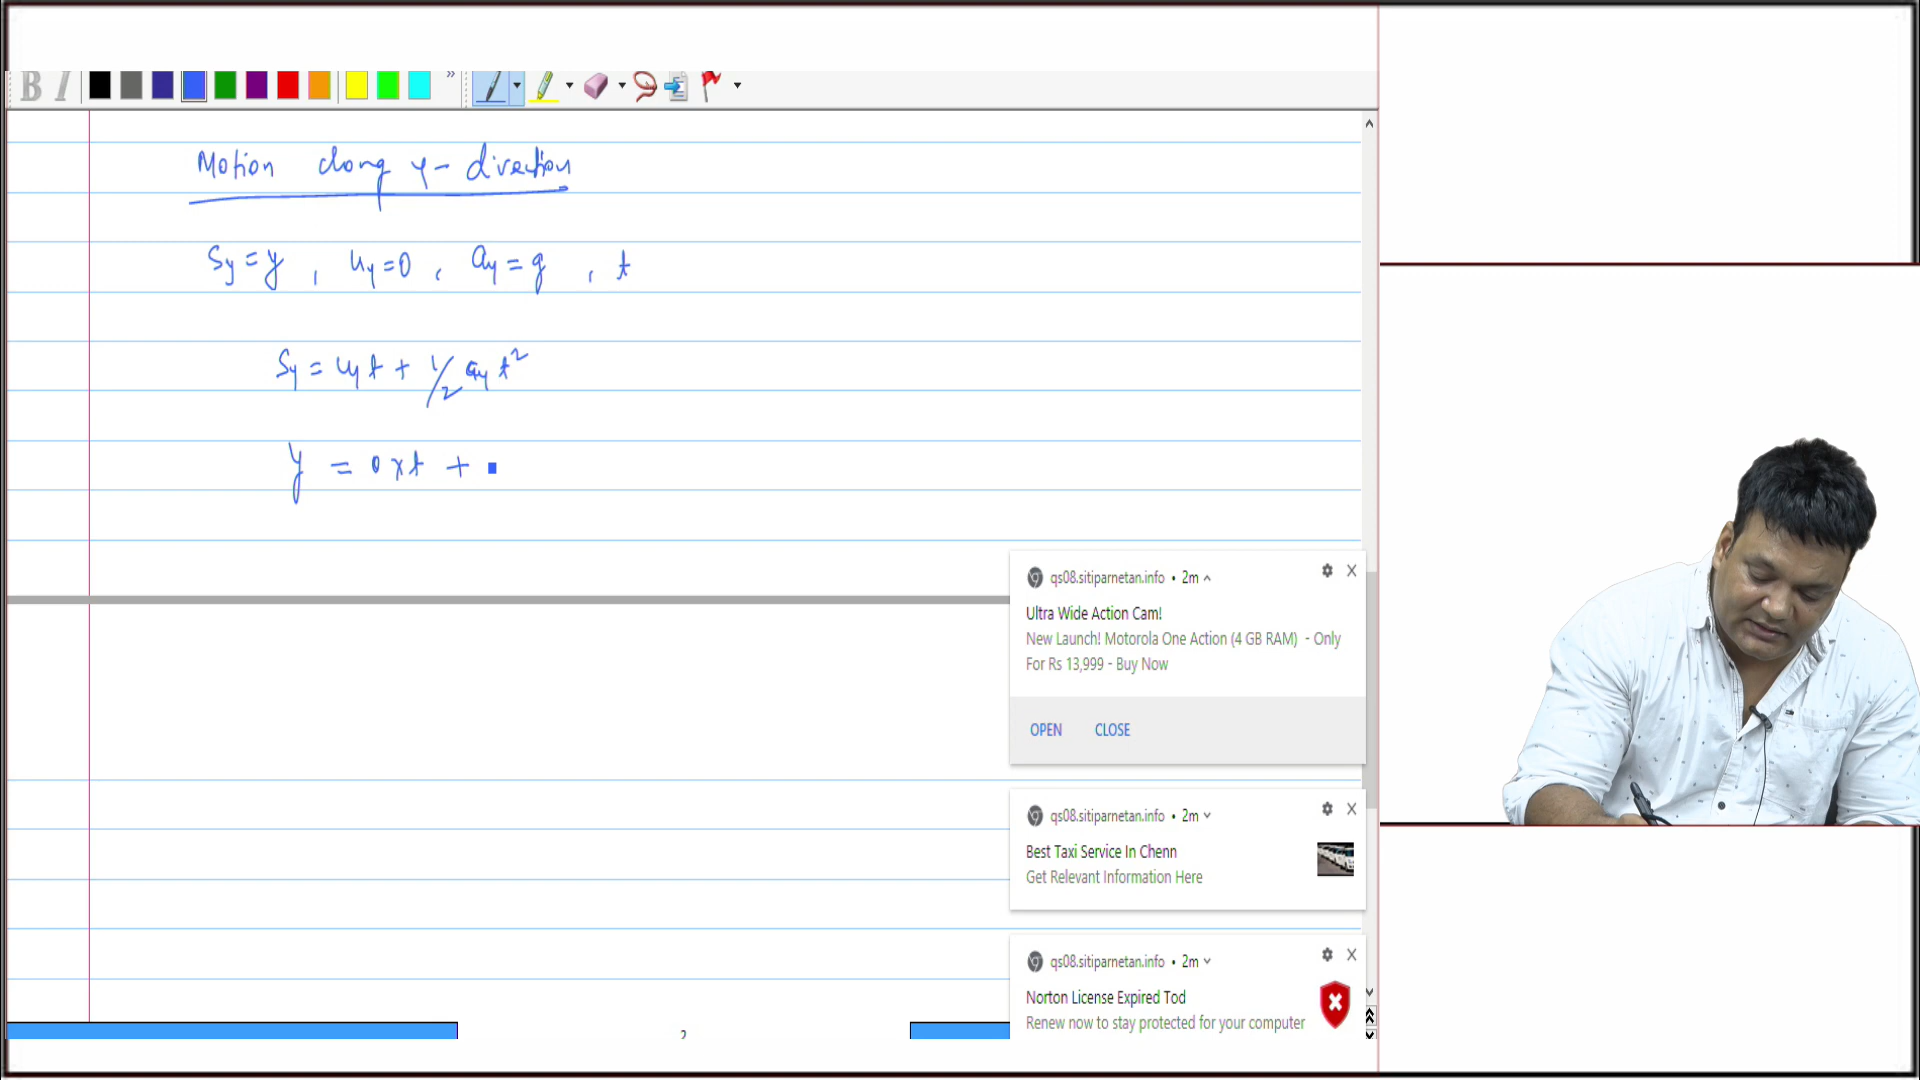 B I
Motion along y-direction
Sy = y , uy = 0 , ay = g , t
Sy = uy t + 1/2 ay t²
y = 0 x t +
qs08.sitiparnetan.info • 2m
Ultra Wide Action Cam!
New Launch! Motorola One Action (4 GB RAM) - Only
For Rs 13,999 - Buy Now
OPEN CLOSE
qs08.sitiparnetan.info • 2m
Best Taxi Service In Chenn
Get Relevant Information Here
qs08.sitiparnetan.info • 2m
Norton License Expired Tod
Renew now to stay protected for your computer